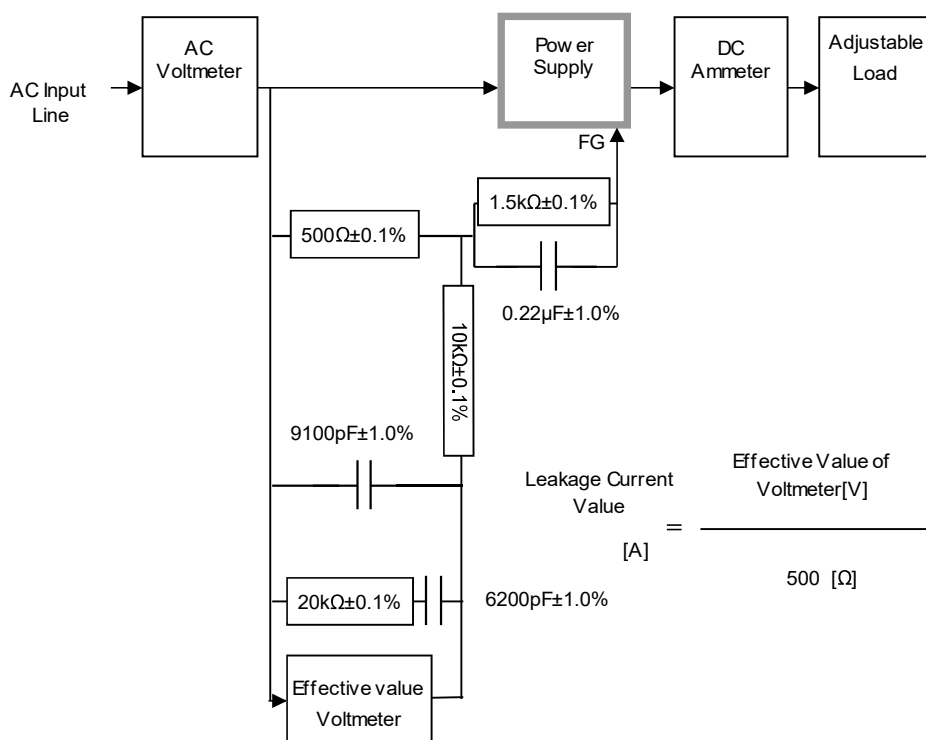 AC
Voltmeter
Power
Supply
DC
Ammeter
Adjustable
Load
AC Input
Line
FG
1.5kΩ±0.1%
500Ω±0.1%
0.22µF±1.0%
10kΩ±0.1%
9100pF±1.0%
Leakage Current
Value
[A]
=
Effective Value of
Voltmeter[V]
500 [Ω]
20kΩ±0.1%
6200pF±1.0%
Effective value
Voltmeter